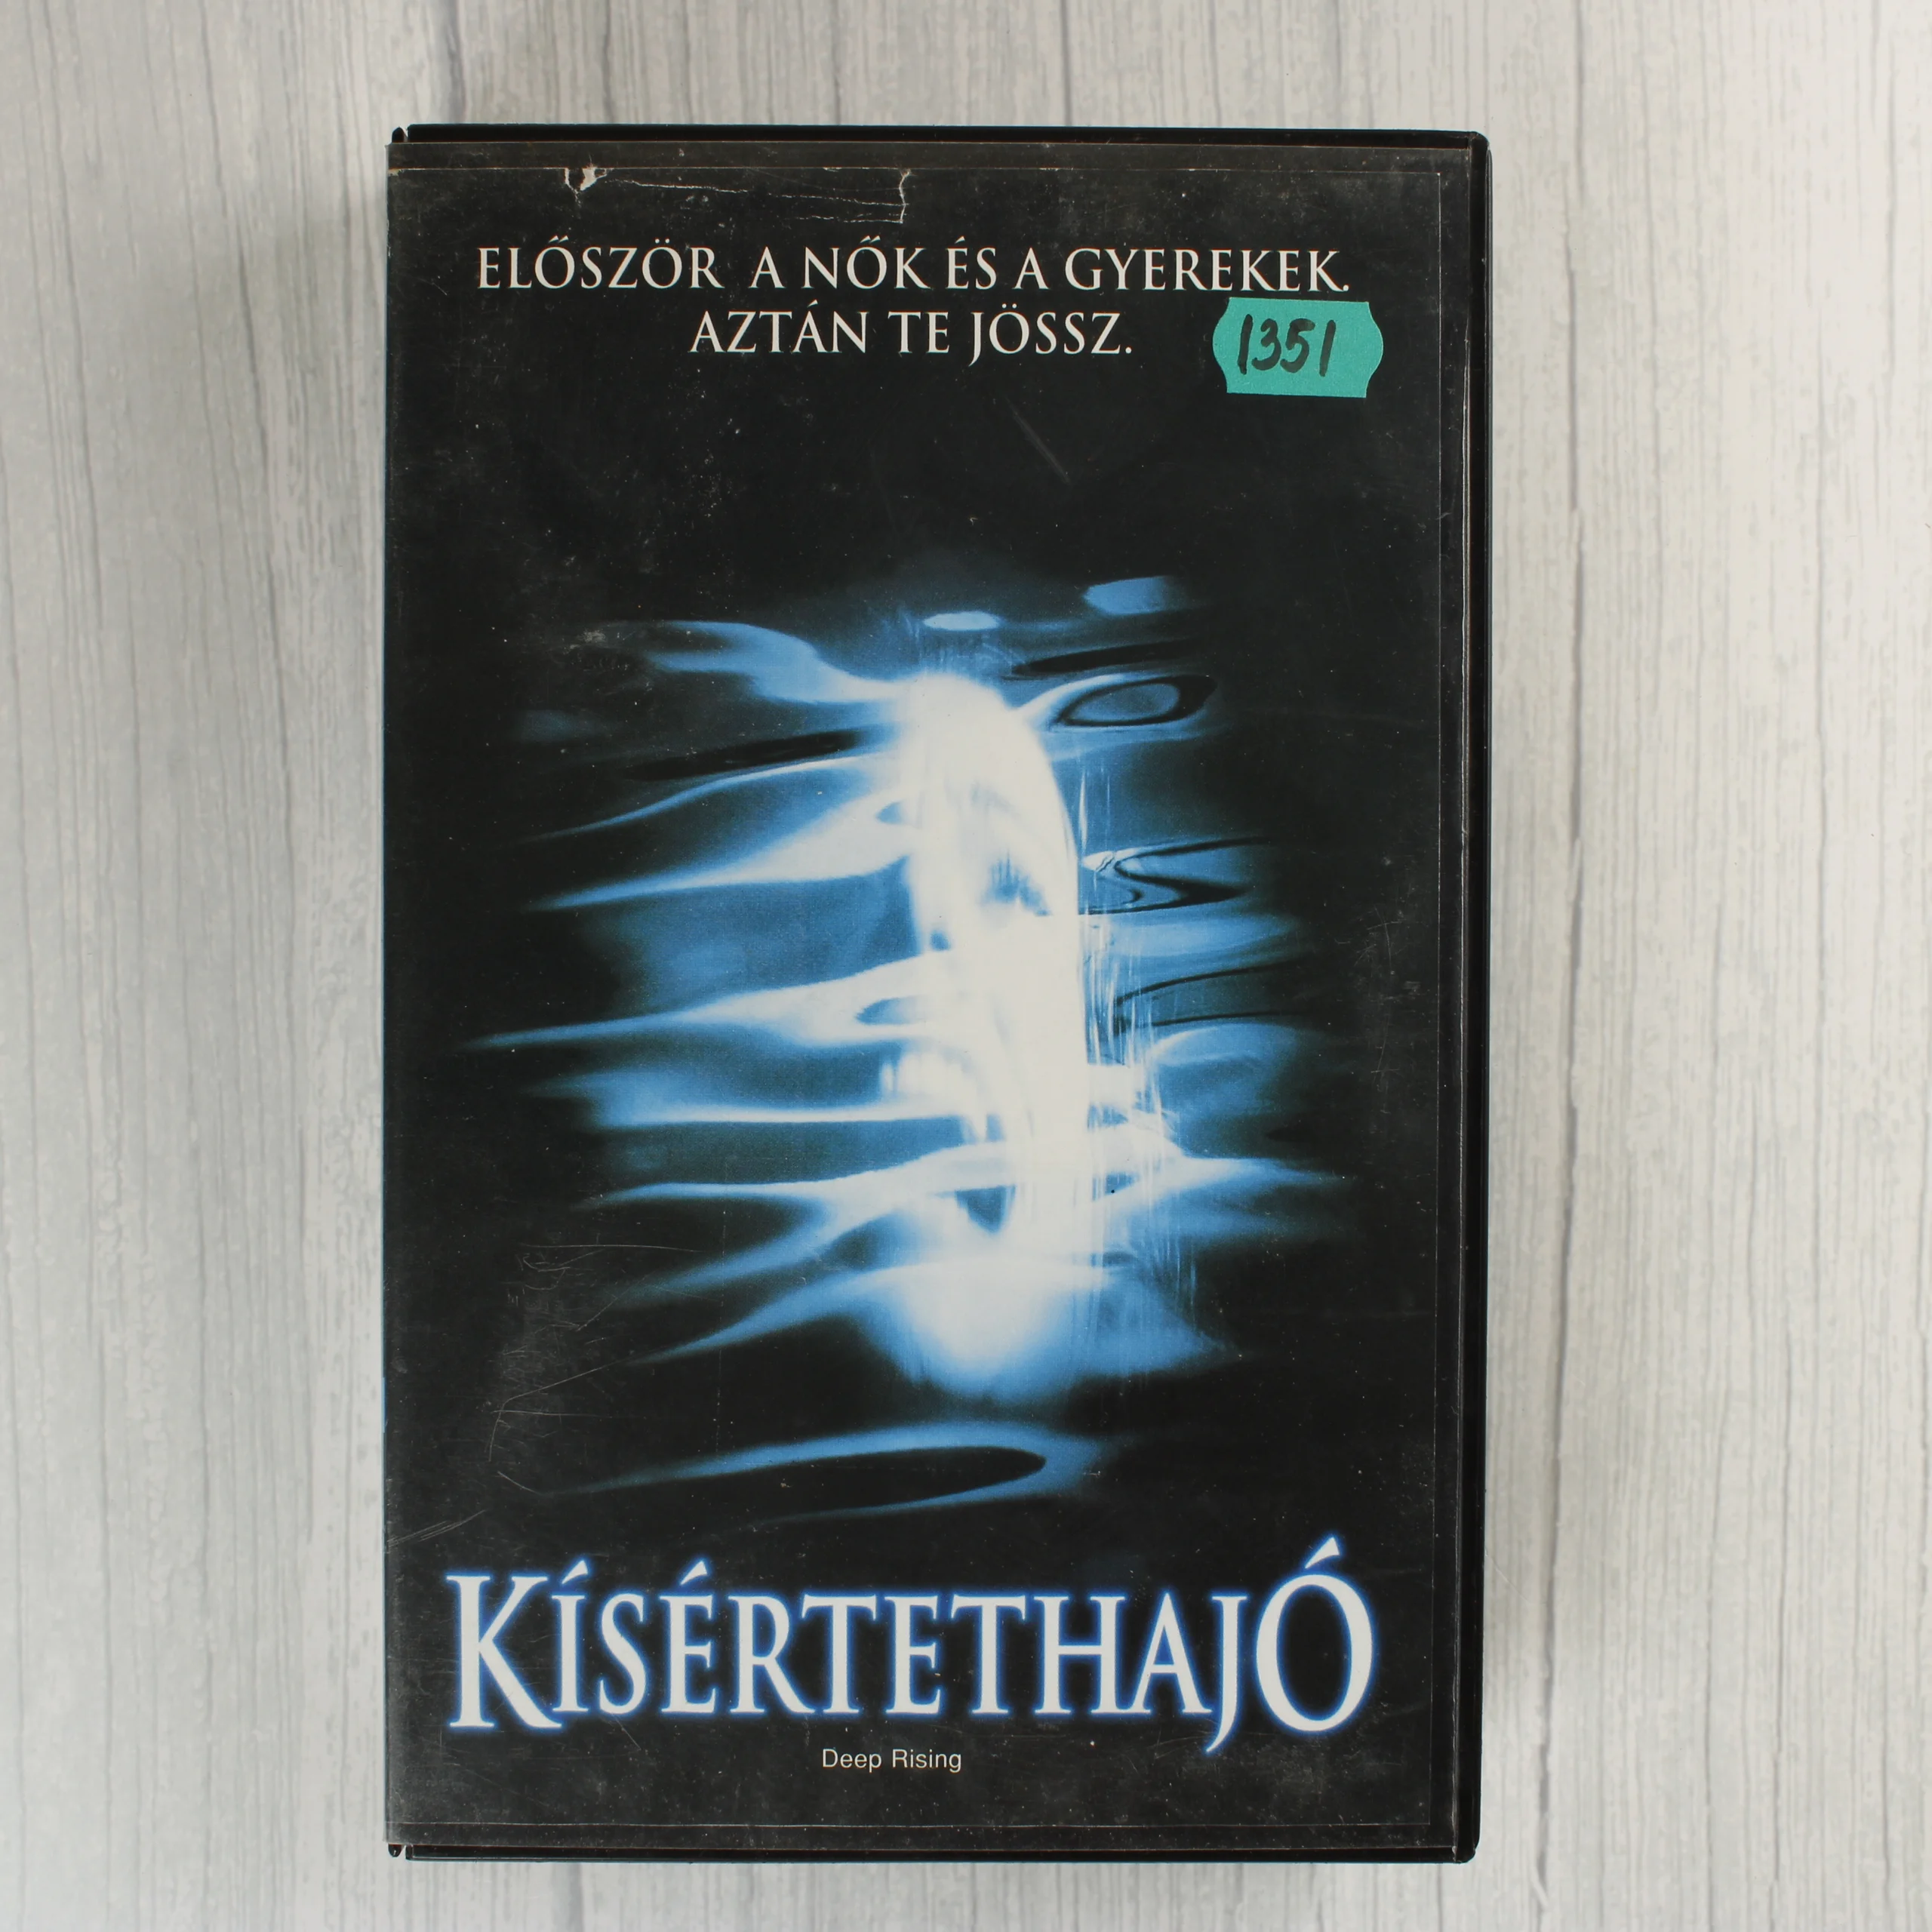 ELŐSZÖR A NŐK ÉS A GYEREKEK.
AZTÁN TE JÖSSZ.
1351
KÍSÉRTETHAJÓ
Deep Rising